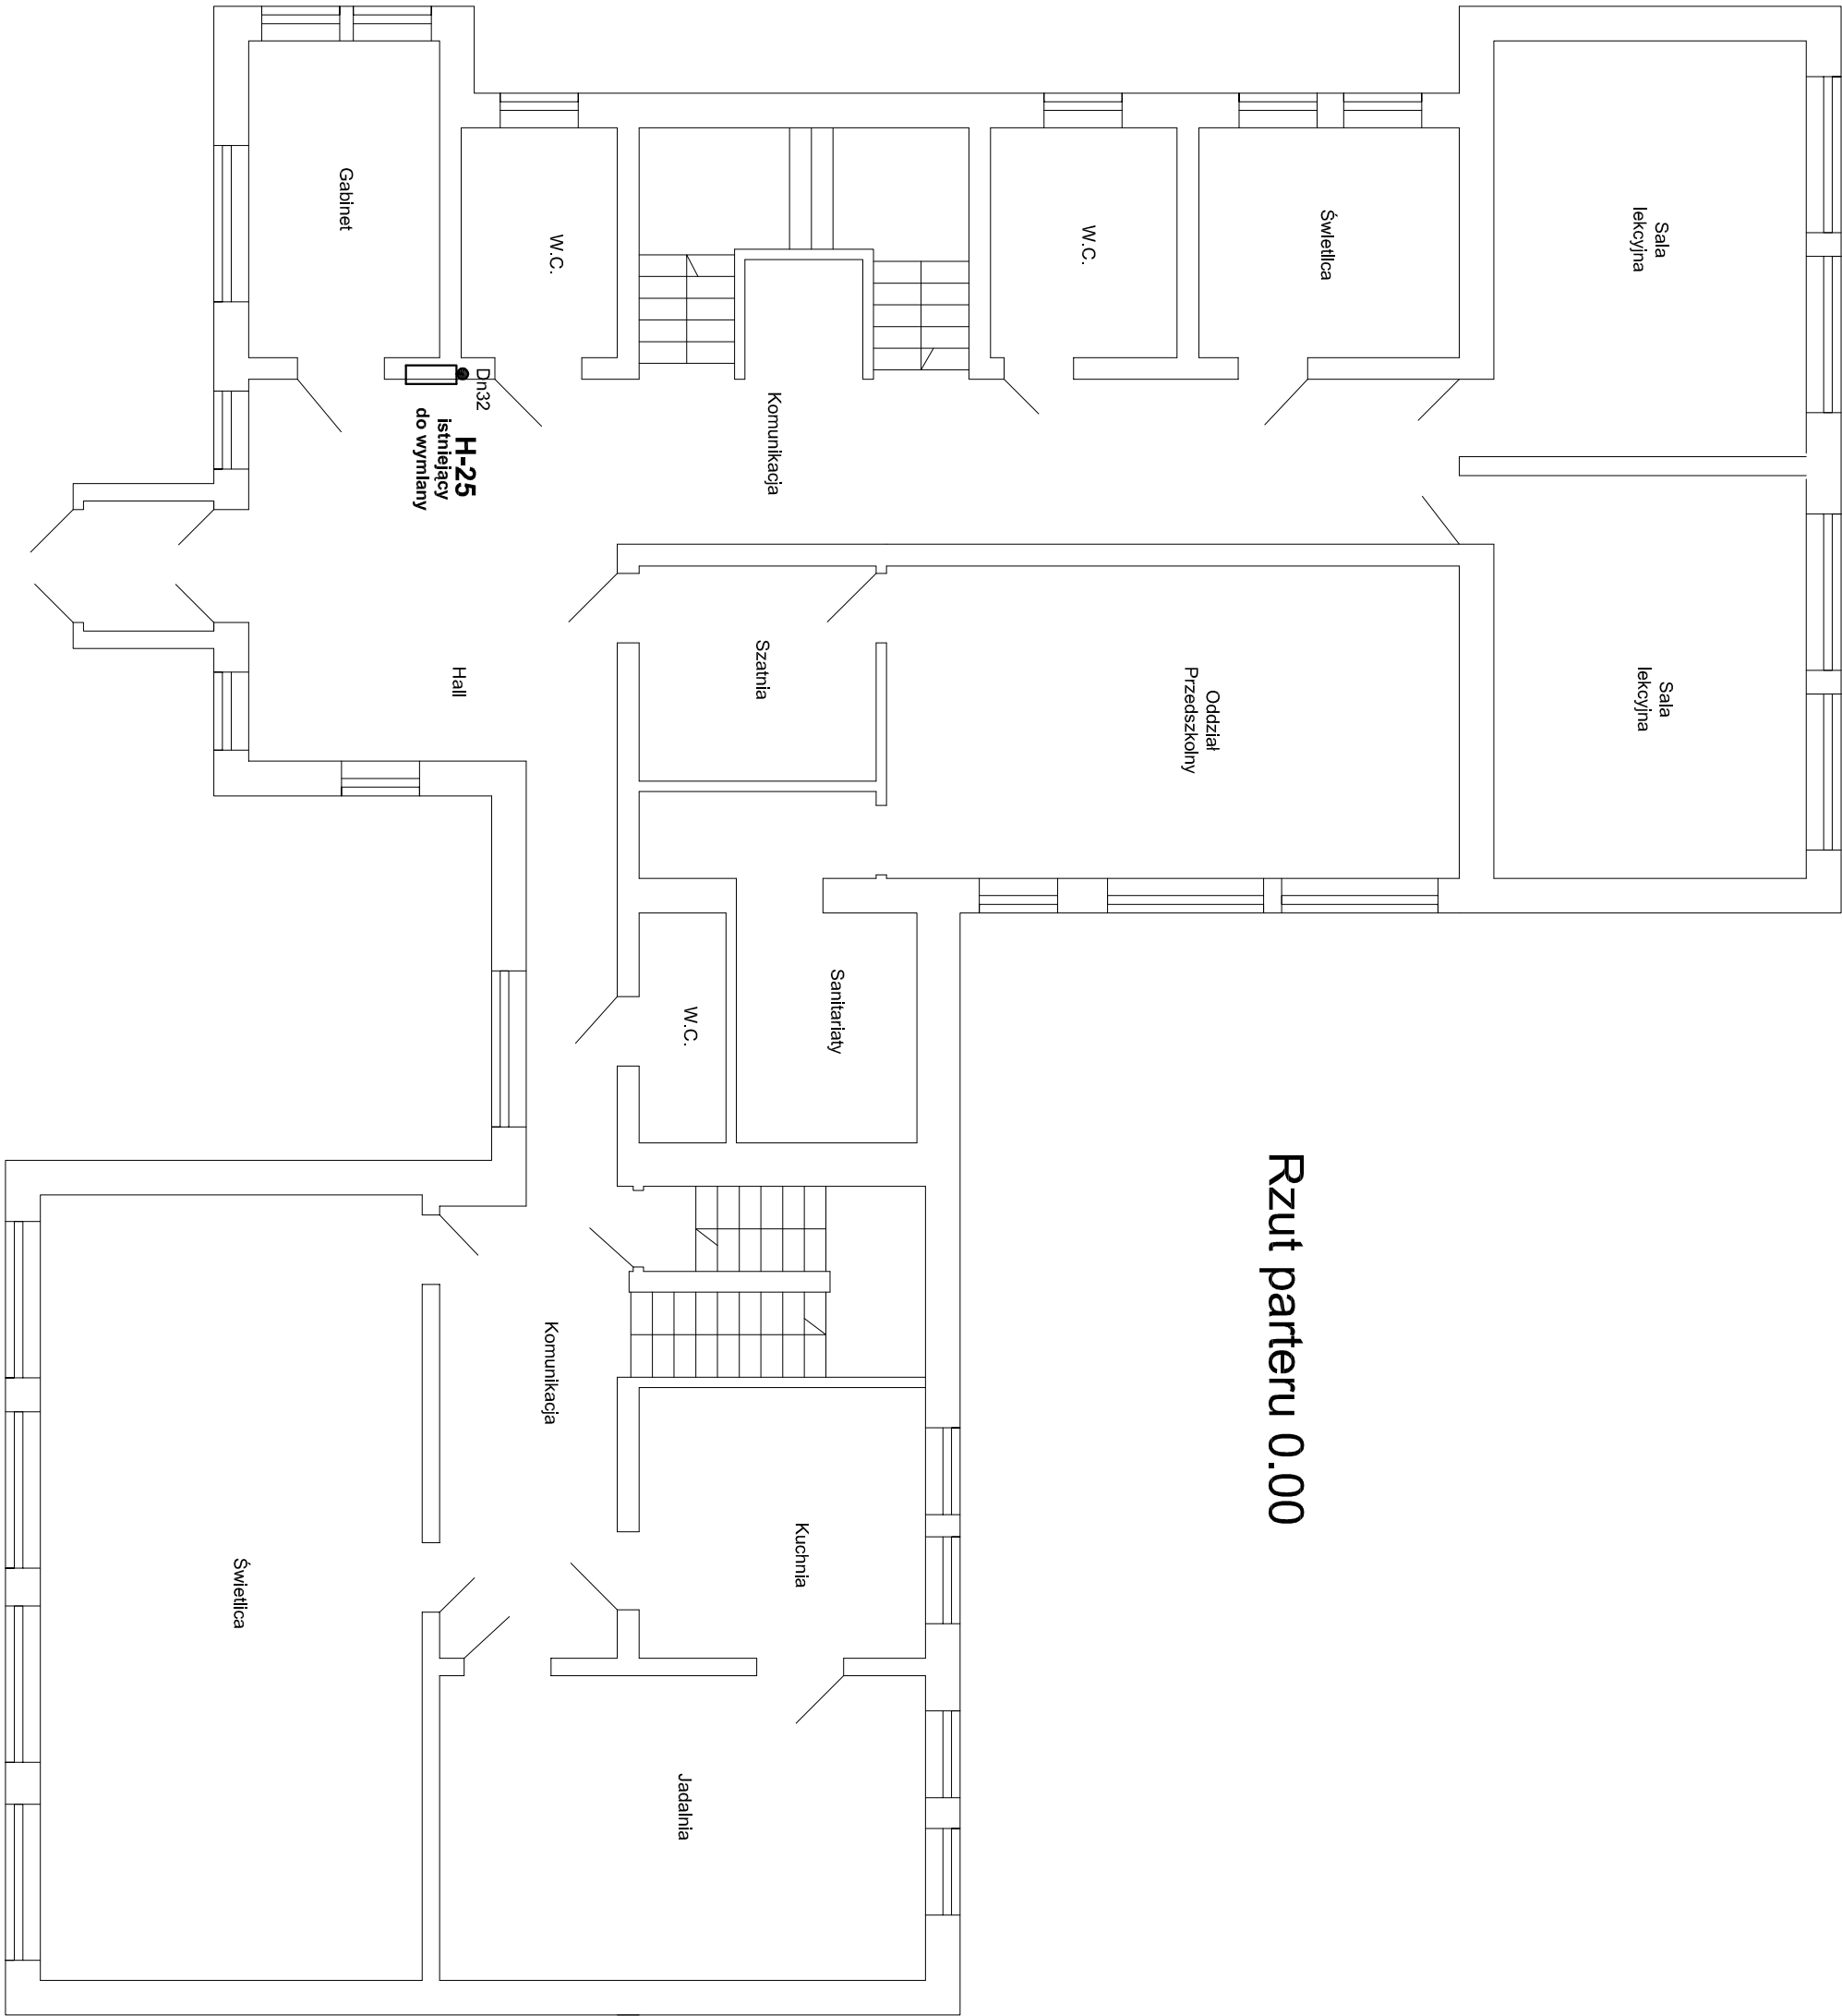 Sala
lekcyjna
Sala
lekcyjna
Świetlica
Rzut parteru 0.00
Oddział
Przedszkolny
W.C.
Sanitariaty
Kuchnia
Komunikacja
Szatnia
W.C.
Jadalnia
W.C.
Komunikacja
Dn32
H-25
istniejący
do wymiany
Hall
Gabinet
Świetlica